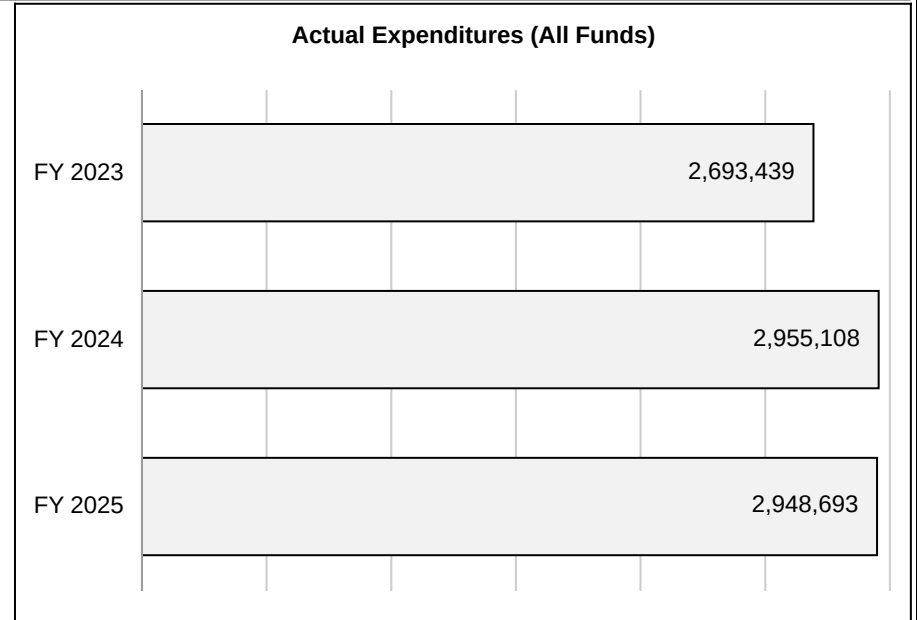 Actual Expenditures (All Funds)
FY 2023 2,693,439
FY 2024 2,955,108
FY 2025 2,948,693